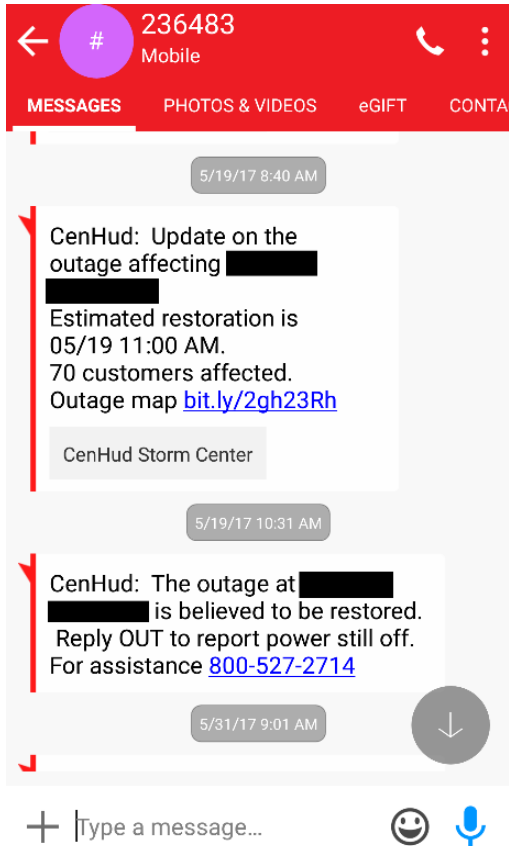 236483
#
Mobile
MESSAGES PHOTOS & VIDEOS eGIFT CONTA
5/19/17 8:40 AM
CenHud: Update on the
outage affecting
Estimated restoration is
05/19 11:00 AM.
70 customers affected.
Outage map bit.ly/2gh23Rh
CenHud Storm Center
5/19/17 10:31 AM
CenHud: The outage at
is believed to be restored.
Reply OUT to report power still off.
For assistance 800-527-2714
5/31/17 9:01 AM
Type a message...